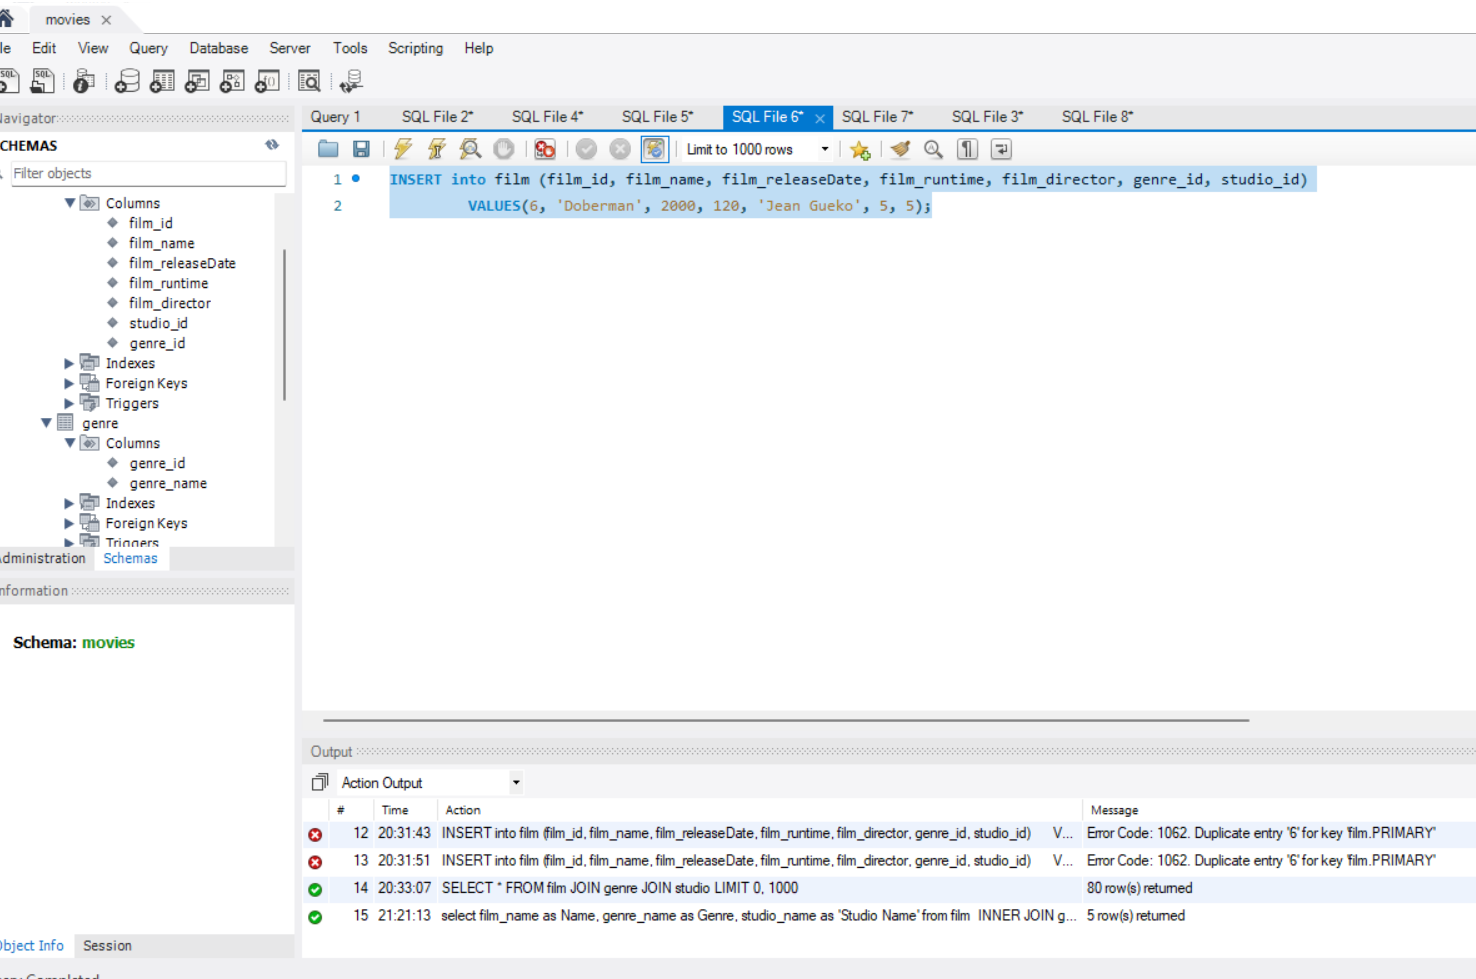 movies
le Edit View Query Database Server Tools Scripting Help
Navigator
Query 1 SQL File 2* SQL File 4* SQL File 5* SQL File 6* SQL File 7* SQL File 3* SQL File 8*
CHEMAS
Limit to 1000 rows
Filter objects
1 INSERT into film (film_id, film_name, film_releaseDate, film_runtime, film_director, genre_id, studio_id)
2 VALUES(6, 'Doberman', 2000, 120, 'Jean Gueko', 5, 5);
Columns
film_id
film_name
film_releaseDate
film_runtime
film_director
studio_id
genre_id
Indexes
Foreign Keys
Triggers
genre
Columns
genre_id
genre_name
Indexes
Foreign Keys
Triggers
Administration Schemas
nformation
Schema: movies
Output
Action Output
# Time Action Message
12 20:31:43 INSERT into film (film_id, film_name, film_releaseDate, film_runtime, film_director, genre_id, studio_id) V... Error Code: 1062. Duplicate entry '6' for key 'film.PRIMARY'
13 20:31:51 INSERT into film (film_id, film_name, film_releaseDate, film_runtime, film_director, genre_id, studio_id) V... Error Code: 1062. Duplicate entry '6' for key 'film.PRIMARY'
14 20:33:07 SELECT * FROM film JOIN genre JOIN studio LIMIT 0, 1000 80 row(s) returned
15 21:21:13 select film_name as Name, genre_name as Genre, studio_name as 'Studio Name' from film INNER JOIN g... 5 row(s) returned
Object Info Session
Completed